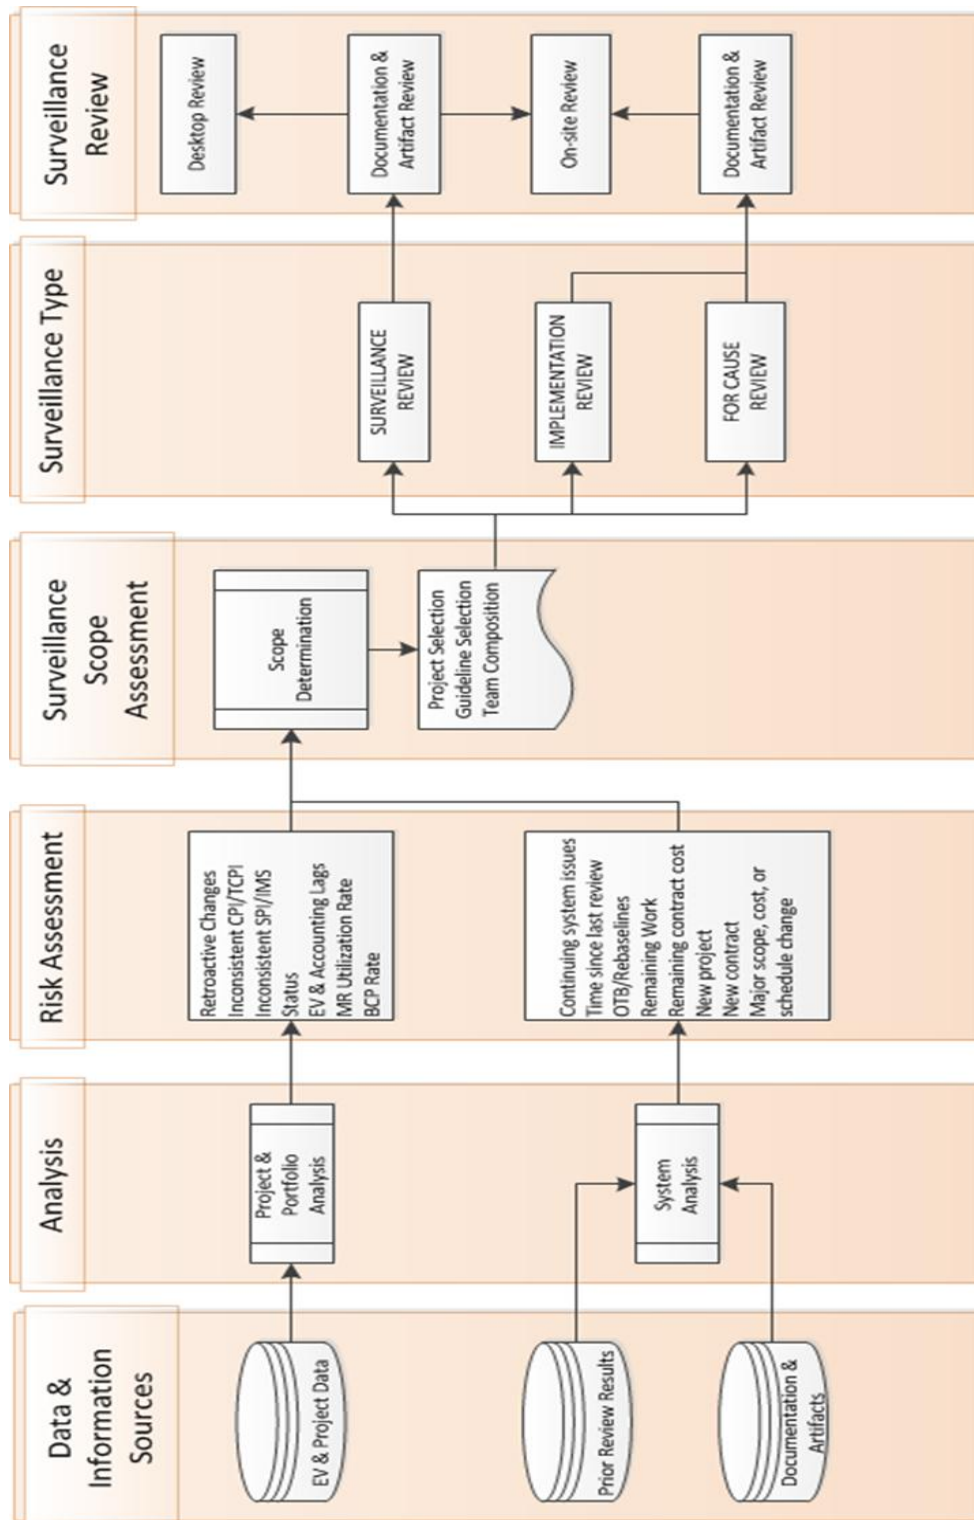 Data &
Information
Sources
EV & Project Data
Prior Review Results
Documentation &
Artifacts
Analysis
Project &
Portfolio
Analysis
System
Analysis
Risk Assessment
Retroactive Changes
Inconsistent CPI/TCPI
Inconsistent SPI/IMS
Status
EV & Accounting Lags
MR Utilization Rate
BCP Rate
Continuing system issues
Time since last review
OTB/Rebaselines
Remaining Work
Remaining contract cost
New project
New contract
Major scope, cost, or
schedule change
Surveillance
Scope
Assessment
Scope
Determination
Project Selection
Guideline Selection
Team Composition
Surveillance Type
SURVEILLANCE
REVIEW
IMPLEMENTATION
REVIEW
FOR CAUSE
REVIEW
Surveillance
Review
Desktop Review
Documentation &
Artifact Review
On-site Review
Documentation &
Artifact Review